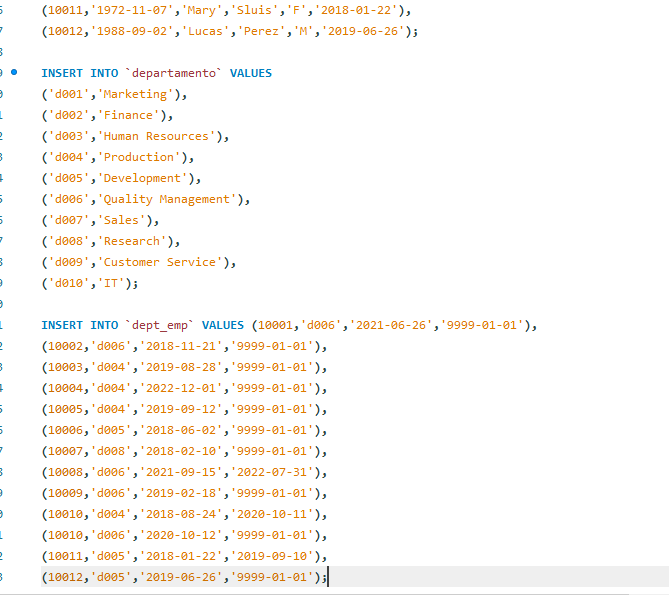 (10011,'1972-11-07','Mary','Sluis','F','2018-01-22'),
(10012,'1988-09-02','Lucas','Perez','M','2019-06-26');
INSERT INTO `departamento` VALUES
('d001','Marketing'),
('d002','Finance'),
('d003','Human Resources'),
('d004','Production'),
('d005','Development'),
('d006','Quality Management'),
('d007','Sales'),
('d008','Research'),
('d009','Customer Service'),
('d010','IT');
INSERT INTO `dept_emp` VALUES (10001,'d006','2021-06-26','9999-01-01'),
(10002,'d006','2018-11-21','9999-01-01'),
(10003,'d004','2019-08-28','9999-01-01'),
(10004,'d004','2022-12-01','9999-01-01'),
(10005,'d004','2019-09-12','9999-01-01'),
(10006,'d005','2018-06-02','9999-01-01'),
(10007,'d008','2018-02-10','9999-01-01'),
(10008,'d006','2021-09-15','2022-07-31'),
(10009,'d006','2019-02-18','9999-01-01'),
(10010,'d004','2018-08-24','2020-10-11'),
(10010,'d006','2020-10-12','9999-01-01'),
(10011,'d005','2018-01-22','2019-09-10'),
(10012,'d005','2019-06-26','9999-01-01');